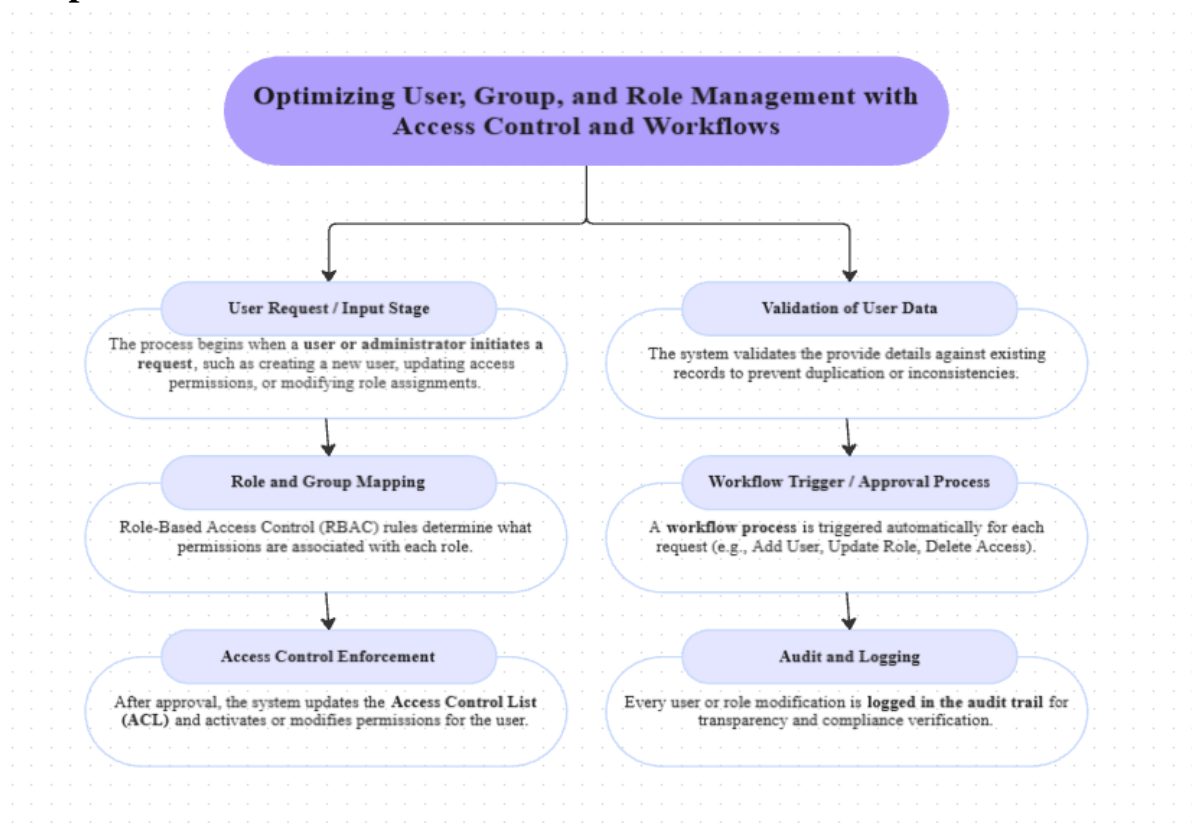 Optimizing User, Group, and Role Management with
Access Control and Workflows
User Request / Input Stage
The process begins when a user or administrator initiates a
request, such as creating a new user, updating access
permissions, or modifying role assignments.
Validation of User Data
The system validates the provide details against existing
records to prevent duplication or inconsistencies.
Role and Group Mapping
Role-Based Access Control (RBAC) rules determine what
permissions are associated with each role.
Workflow Trigger / Approval Process
A workflow process is triggered automatically for each
request (e.g., Add User, Update Role, Delete Access).
Access Control Enforcement
After approval, the system updates the Access Control List
(ACL) and activates or modifies permissions for the user.
Audit and Logging
Every user or role modification is logged in the audit trail for
transparency and compliance verification.